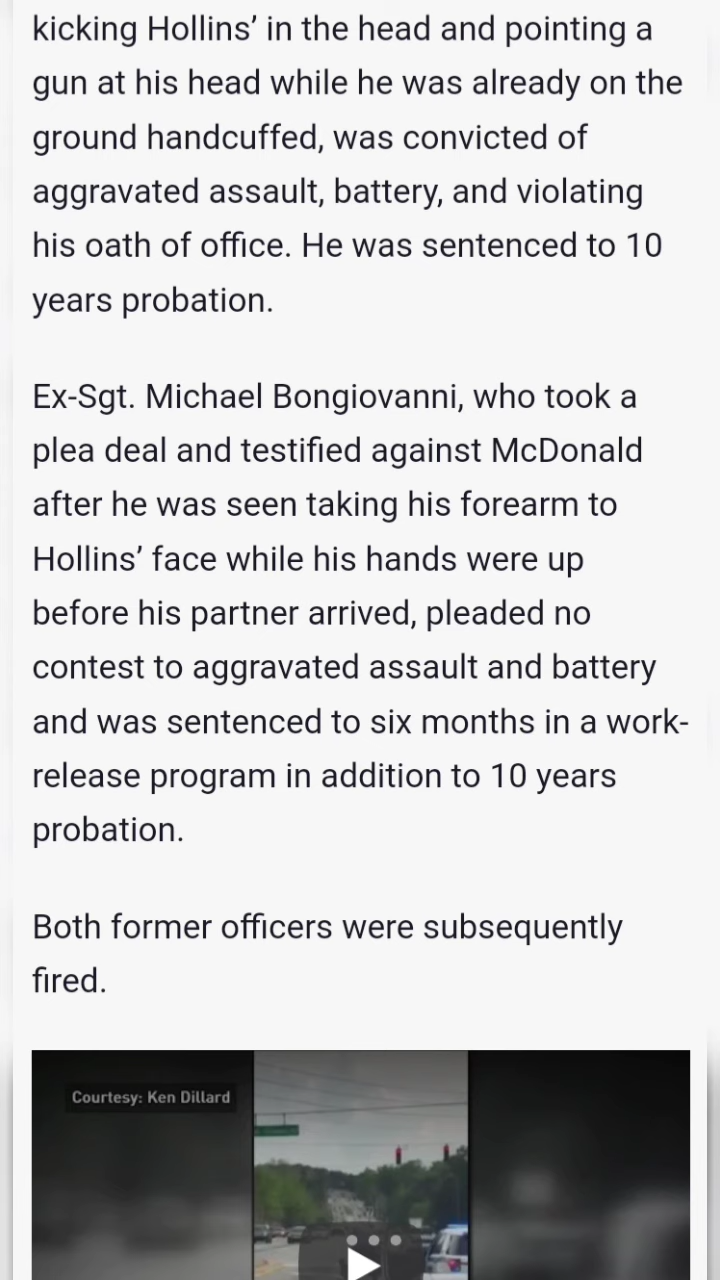 kicking Hollins’ in the head and pointing a
gun at his head while he was already on the
ground handcuffed, was convicted of
aggravated assault, battery, and violating
his oath of office. He was sentenced to 10
years probation.
Ex-Sgt. Michael Bongiovanni, who took a
plea deal and testified against McDonald
after he was seen taking his forearm to
Hollins’ face while his hands were up
before his partner arrived, pleaded no
contest to aggravated assault and battery
and was sentenced to six months in a work-
release program in addition to 10 years
probation.
Both former officers were subsequently
fired.
Courtesy: Ken Dillard